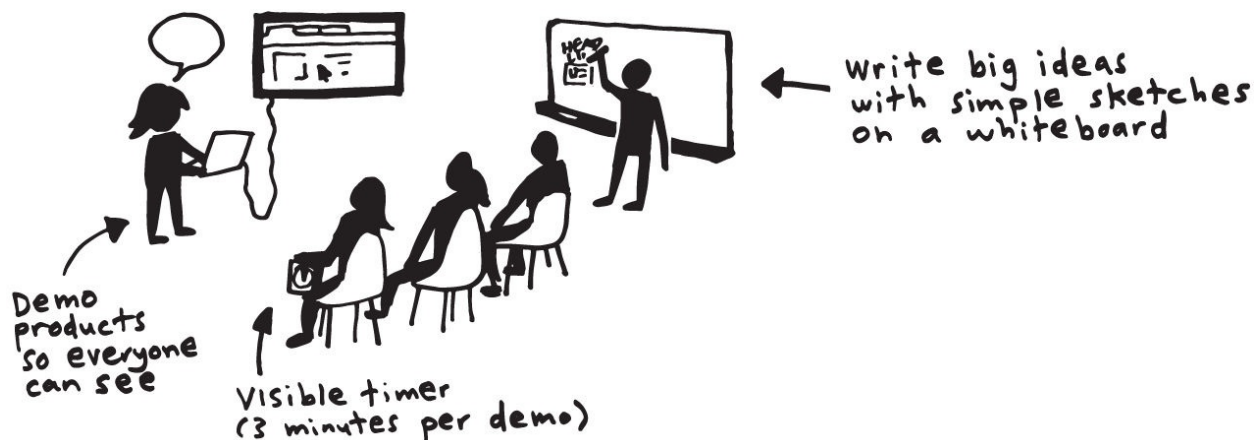 Write big ideas
with simple sketches
on a whiteboard
Demo
products
so everyone
can see
Visible timer
(3 minutes per demo)